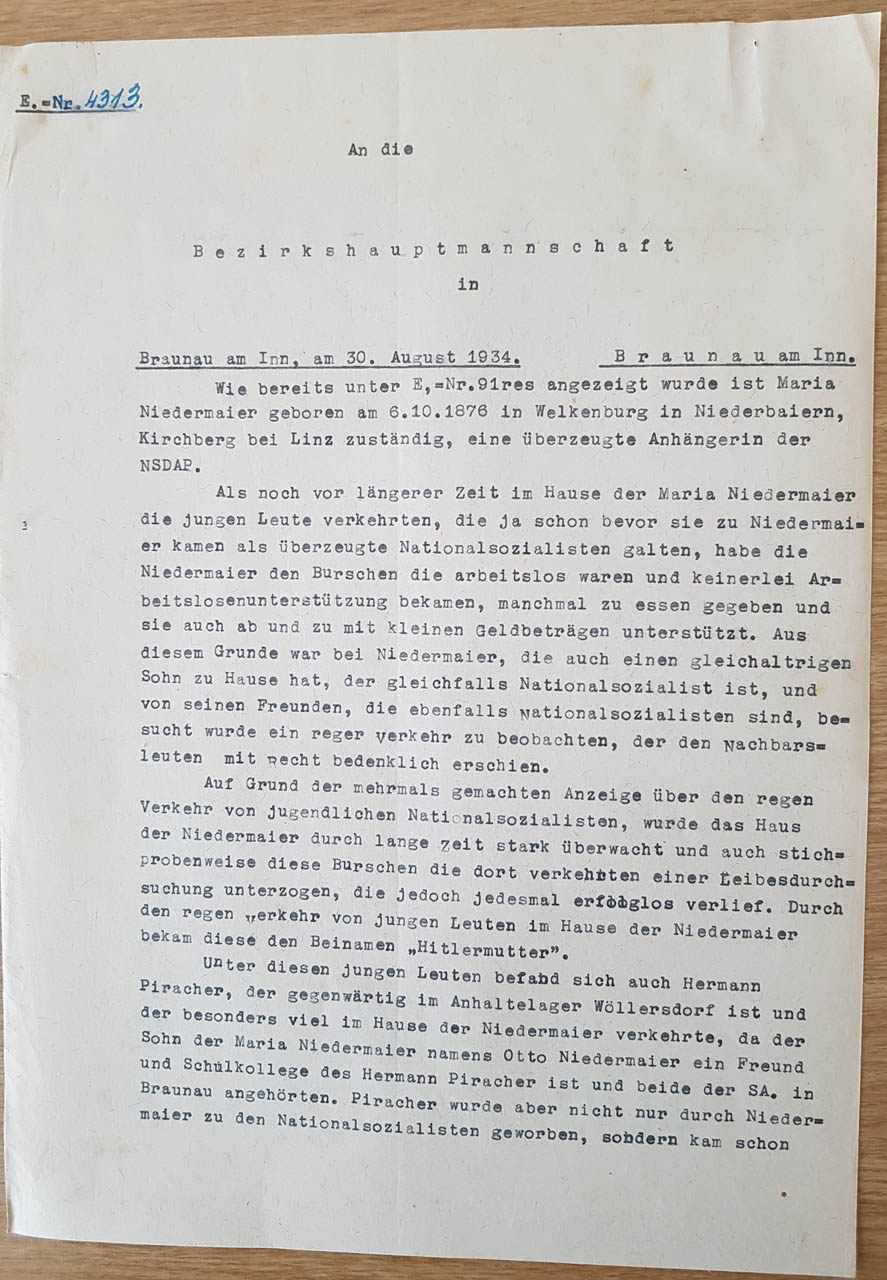 E.=Nr. 4313.
An die
Bezirkshauptmannschaft
in
Braunau am Inn, am 30. August 1934. Braunau am Inn.
Wie bereits unter E,=Nr.91res angezeigt wurde ist Maria
Niedermaier geboren am 6.10.1876 in Welkenburg in Niederbaiern,
Kirchberg bei Linz zuständig, eine überzeugte Anhängerin der
NSDAP.
Als noch vor längerer Zeit im Hause der Maria Niedermaier
die jungen Leute verkehrten, die ja schon bevor sie zu Niedermai=
er kamen als überzeugte Nationalsozialisten galten, habe die
Niedermaier den Burschen die arbeitslos waren und keinerlei Ar=
beitslosenunterstützung bekamen, manchmal zu essen gegeben und
sie auch ab und zu mit kleinen Geldbeträgen unterstützt. Aus
diesem Grunde war bei Niedermaier, die auch einen gleichaltrigen
Sohn zu Hause hat, der gleichfalls Nationalsozialist ist, und
von seinen Freunden, die ebenfalls Nationalsozialisten sind, be=
sucht wurde ein reger Verkehr zu beobachten, der den Nachbars=
leuten mit Recht bedenklich erschien.
Auf Grund der mehrmals gemachten Anzeige über den regen
Verkehr von jugendlichen Nationalsozialisten, wurde das Haus
der Niedermaier durch lange Zeit stark überwacht und auch stich=
probenweise diese Burschen die dort verkehrten einer Leibesdurch=
suchung unterzogen, die jedoch jedesmal erfolglos verlief. Durch
den regen Verkehr von jungen Leuten im Hause der Niedermaier
bekam diese den Beinamen „Hitlermutter”.
Unter diesen jungen Leuten befand sich auch Hermann
Piracher, der gegenwärtig im Anhaltelager Wöllersdorf ist und
der besonders viel im Hause der Niedermaier verkehrte, da der
Sohn der Maria Niedermaier namens Otto Niedermaier ein Freund
und Schulkollege des Hermann Piracher ist und beide der SA. in
Braunau angehörten. Piracher wurde aber nicht nur durch Nieder=
maier zu den Nationalsozialisten geworben, sondern kam schon